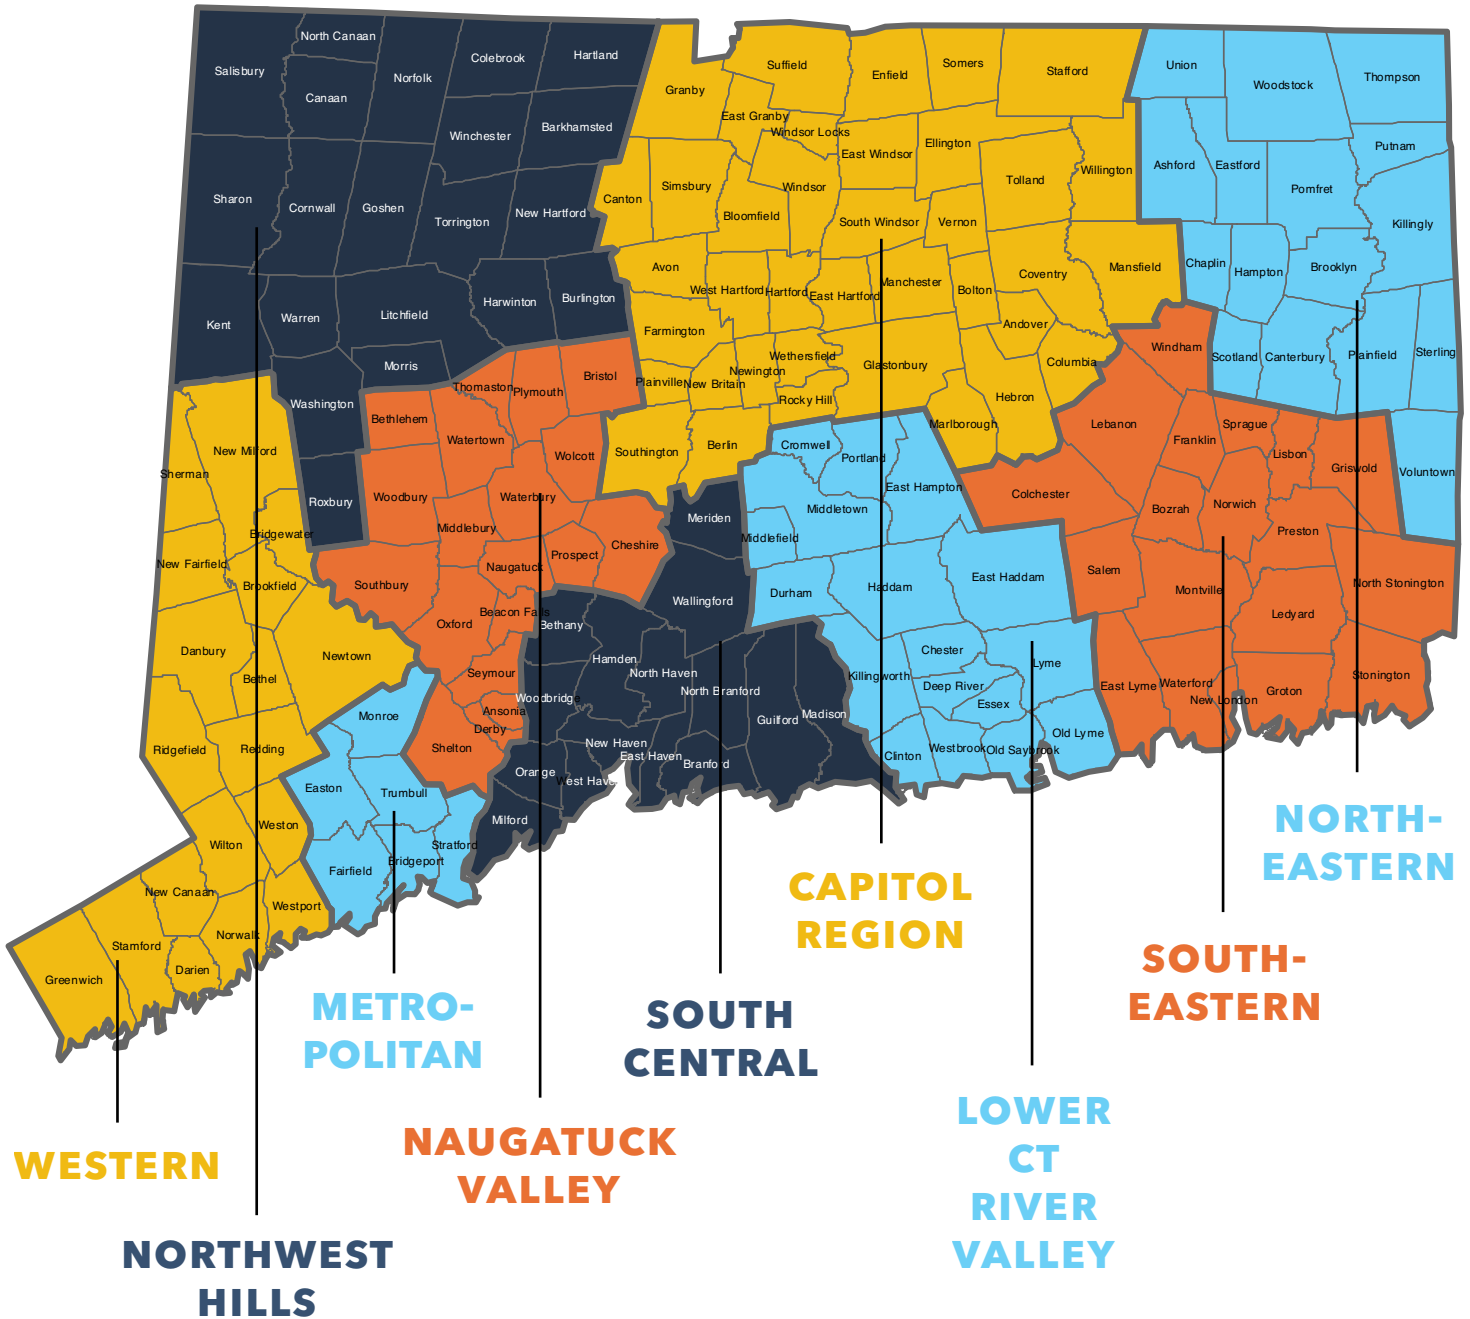 North Canaan
Colebrook
Hartland
Salisbury
Norfolk
Canaan
Winchester
Barkhamsted
Sharon
Cornwall
Goshen
Torrington
New Hartford
Kent
Warren
Litchfield
Harwinton
Burlington
Morris
Washington
Roxbury
Granby
Suffield
Enfield
Somers
Stafford
East Granby
Windsor Locks
East Windsor
Ellington
Tolland
Willington
Canton
Simsbury
Windsor
Bloomfield
South Windsor
Vernon
Avon
West Hartford
Hartford
East Hartford
Manchester
Bolton
Coventry
Mansfield
Farmington
Wethersfield
Glastonbury
Andover
Columbia
Plainville
New Britain
Newington
Rocky Hill
Hebron
Marlborough
Southington
Berlin
Union
Woodstock
Thompson
Putnam
Ashford
Eastford
Pomfret
Killingly
Chaplin
Hampton
Brooklyn
Scotland
Canterbury
Plainfield
Sterling
Voluntown
Thomaston
Plymouth
Bristol
Bethlehem
Watertown
Wolcott
Woodbury
Waterbury
Middlebury
Naugatuck
Prospect
Cheshire
Southbury
Oxford
Beacon Falls
Seymour
Ansonia
Derby
Shelton
Windham
Lebanon
Franklin
Sprague
Lisbon
Griswold
Colchester
Bozrah
Norwich
Preston
Salem
Montville
Ledyard
North Stonington
East Lyme
Waterford
New London
Groton
Stonington
Cromwell
Portland
East Hampton
Middletown
Middlefield
Durham
Haddam
East Haddam
Chester
Lyme
Killingworth
Deep River
Essex
Clinton
Westbrook
Old Saybrook
Old Lyme
Meriden
Wallingford
Bethany
Hamden
North Haven
Woodbridge
North Branford
Guilford
Madison
New Haven
East Haven
Branford
Orange
West Haven
Milford
New Milford
Sherman
Bridgewater
New Fairfield
Brookfield
Danbury
Newtown
Bethel
Ridgefield
Redding
Weston
Wilton
New Canaan
Westport
Norwalk
Stamford
Darien
Greenwich
Monroe
Easton
Trumbull
Stratford
Bridgeport
Fairfield
NORTH-
EASTERN
CAPITOL
REGION
SOUTH-
EASTERN
METRO-
POLITAN
SOUTH
CENTRAL
LOWER
CT
RIVER
VALLEY
NAUGATUCK
VALLEY
WESTERN
NORTHWEST
HILLS